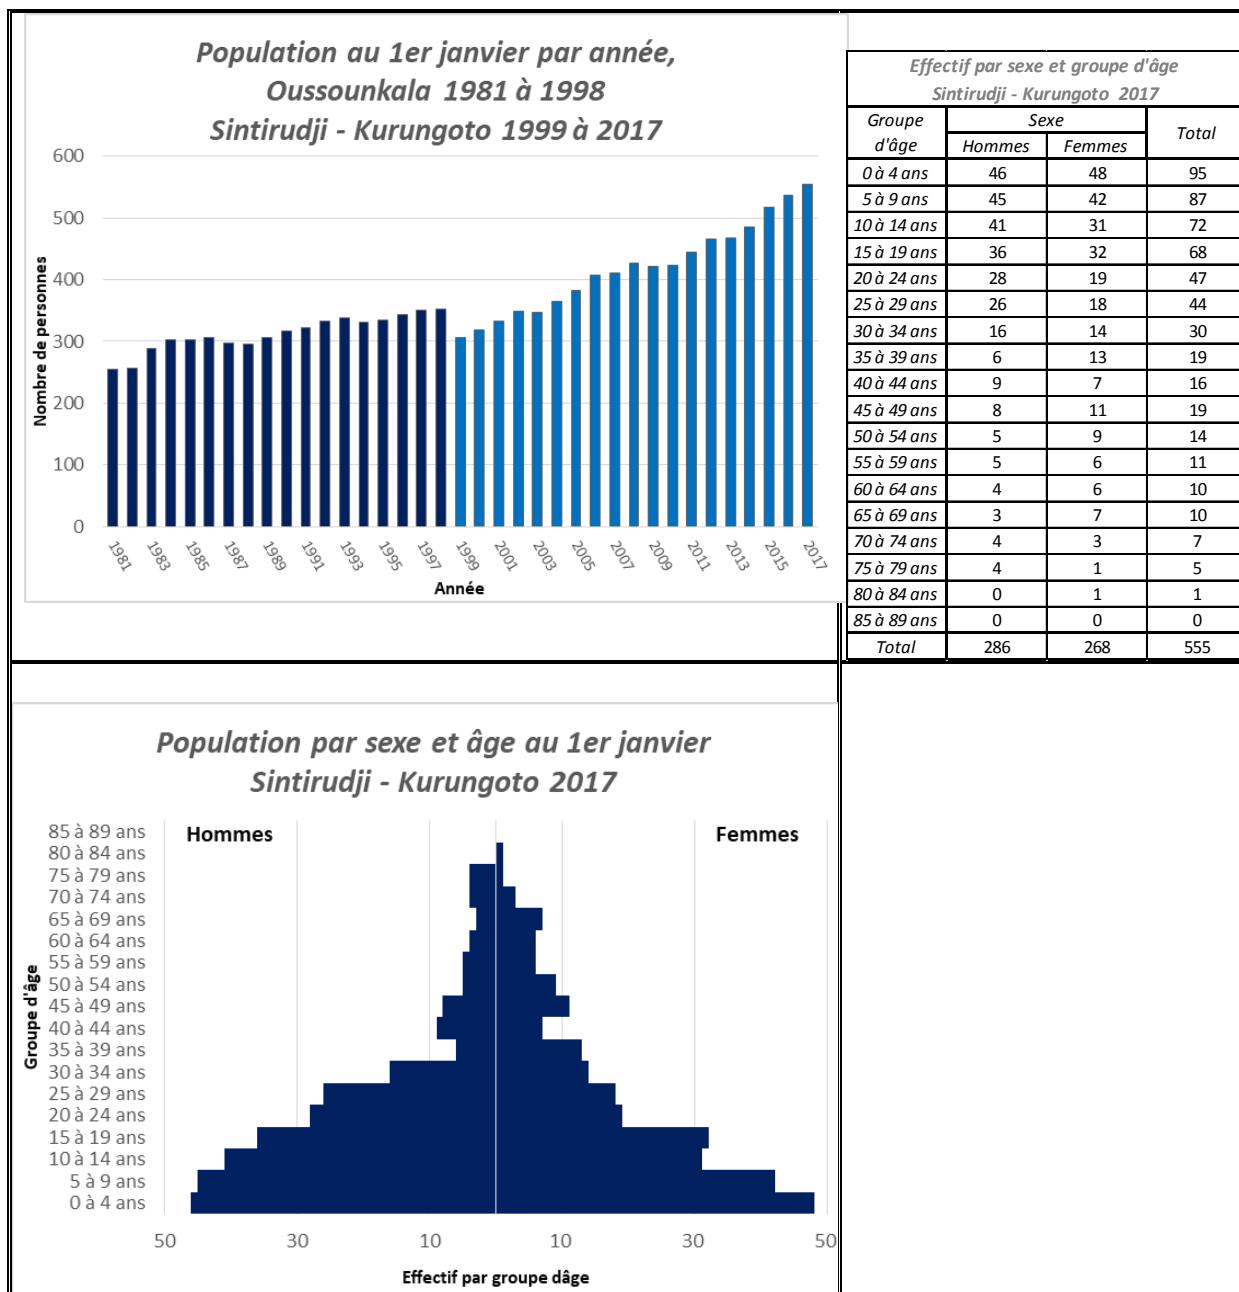 Population au 1er janvier par année,
Oussounkala 1981 à 1998
Sintirudji - Kurungoto 1999 à 2017
600
500
400
300
200
100
0
Nombre de personnes
1981
1983
1985
1987
1989
1991
1993
1995
1997
1999
2001
2003
2005
2007
2009
2011
2013
2015
2017
Année
Effectif par sexe et groupe d'âge
Sintirudji - Kurungoto 2017
Groupe d'âge Sexe Total
Hommes Femmes
0 à 4 ans 46 48 95
5 à 9 ans 45 42 87
10 à 14 ans 41 31 72
15 à 19 ans 36 32 68
20 à 24 ans 28 19 47
25 à 29 ans 26 18 44
30 à 34 ans 16 14 30
35 à 39 ans 6 13 19
40 à 44 ans 9 7 16
45 à 49 ans 8 11 19
50 à 54 ans 5 9 14
55 à 59 ans 5 6 11
60 à 64 ans 4 6 10
65 à 69 ans 3 7 10
70 à 74 ans 4 3 7
75 à 79 ans 4 1 5
80 à 84 ans 0 1 1
85 à 89 ans 0 0 0
Total 286 268 555
Population par sexe et âge au 1er janvier
Sintirudji - Kurungoto 2017
Hommes Femmes
85 à 89 ans
80 à 84 ans
75 à 79 ans
70 à 74 ans
65 à 69 ans
60 à 64 ans
55 à 59 ans
50 à 54 ans
45 à 49 ans
40 à 44 ans
35 à 39 ans
30 à 34 ans
25 à 29 ans
20 à 24 ans
15 à 19 ans
10 à 14 ans
5 à 9 ans
0 à 4 ans
Groupe d'âge
50 30 10 10 30 50
Effectif par groupe dâge